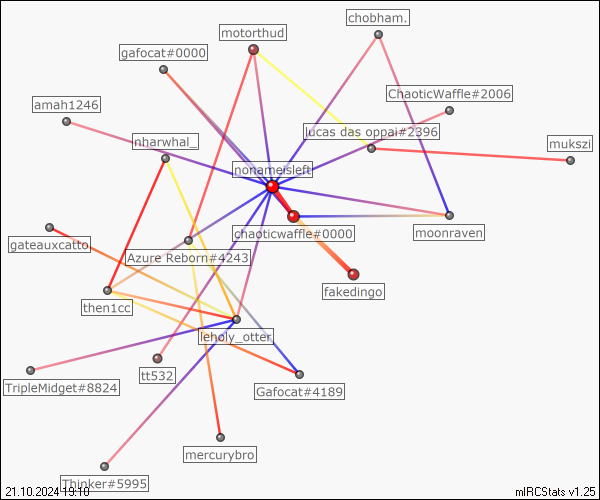 chobham.
motorthud
gafocat#0000
ChaoticWaffle#2006
amah1246
lucas das oppai#2396
nharwhal_
mukszi
nonameisleft
chaoticwaffle#0000
moonraven
gateauxcatto
Azure Reborn#4243
fakedingo
then1cc
leholy_otter
tt532
TripleMidget#8824
Gafocat#4189
mercurybro
Thinker#5995
21.10.2024 19:10
mIRCStats v1.25